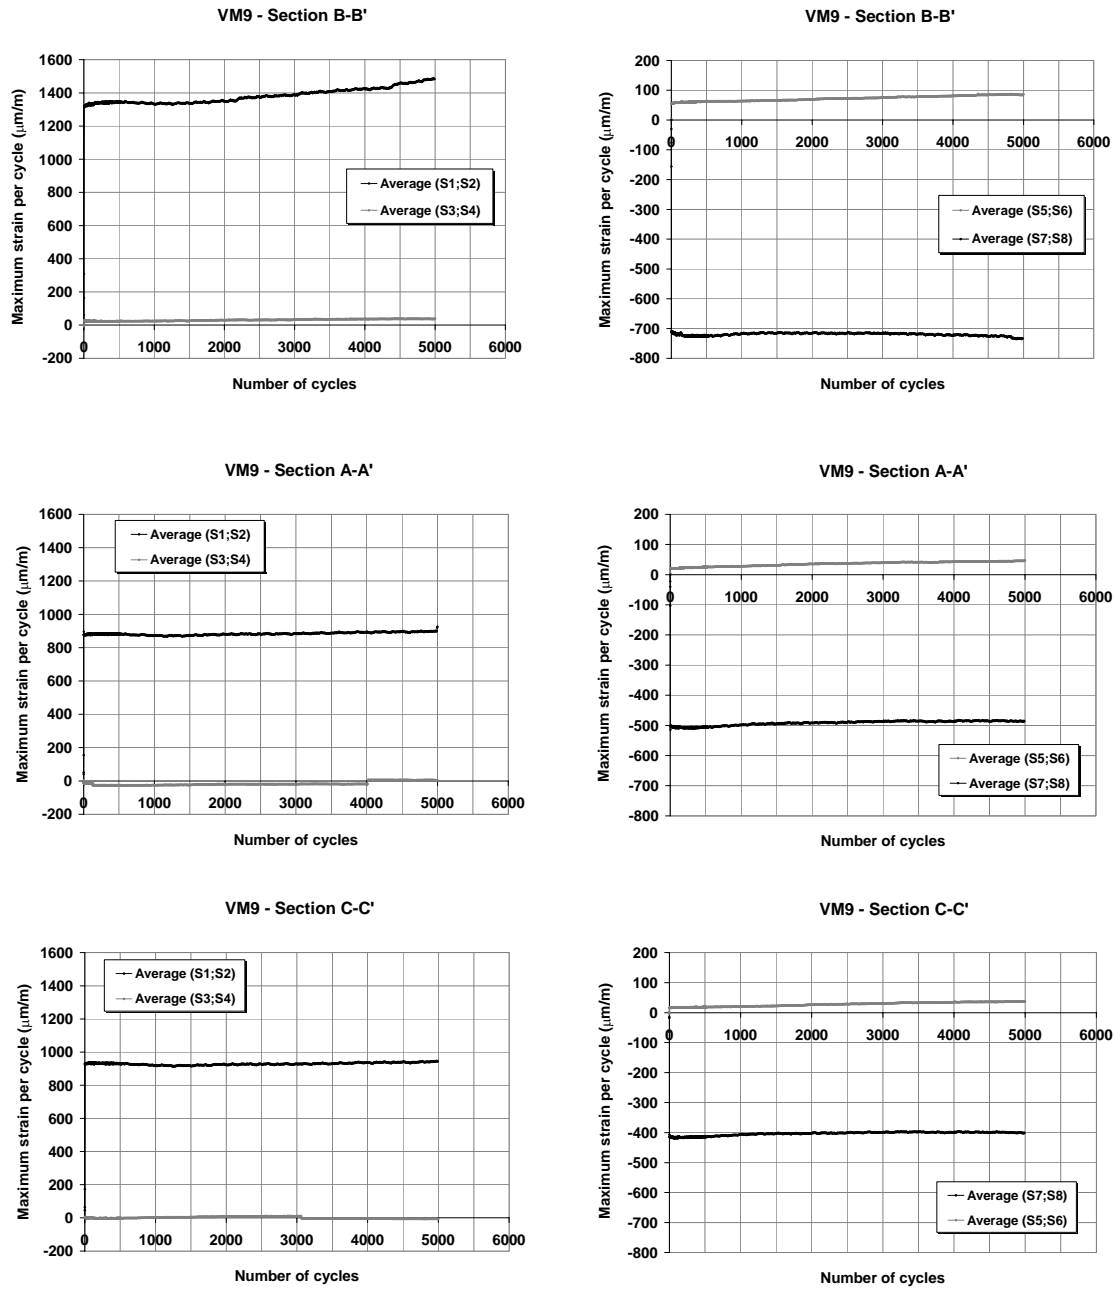 VM9 - Section B-B'
1600
1400
1200
1000
800
600
400
200
0
-200
0 1000 2000 3000 4000 5000 6000
Maximum strain per cycle (μm/m)
Average (S1;S2)
Average (S3;S4)
Number of cycles
VM9 - Section B-B'
200
100
0
-100
-200
-300
-400
-500
-600
-700
-800
0 1000 2000 3000 4000 5000 6000
Maximum strain per cycle (μm/m)
Average (S5;S6)
Average (S7;S8)
Number of cycles
VM9 - Section A-A'
1600
1400
1200
1000
800
600
400
200
0
-200
0 1000 2000 3000 4000 5000 6000
Maximum strain per cycle (μm/m)
Average (S1;S2)
Average (S3;S4)
Number of cycles
VM9 - Section A-A'
200
100
0
-100
-200
-300
-400
-500
-600
-700
-800
0 1000 2000 3000 4000 5000 6000
Maximum strain per cycle (μm/m)
Average (S5;S6)
Average (S7;S8)
Number of cycles
VM9 - Section C-C'
1600
1400
1200
1000
800
600
400
200
0
-200
0 1000 2000 3000 4000 5000 6000
Maximum strain per cycle (μm/m)
Average (S1;S2)
Average (S3;S4)
Number of cycles
VM9 - Section C-C'
200
100
0
-100
-200
-300
-400
-500
-600
-700
-800
0 1000 2000 3000 4000 5000 6000
Maximum strain per cycle (μm/m)
Average (S7;S8)
Average (S5;S6)
Number of cycles